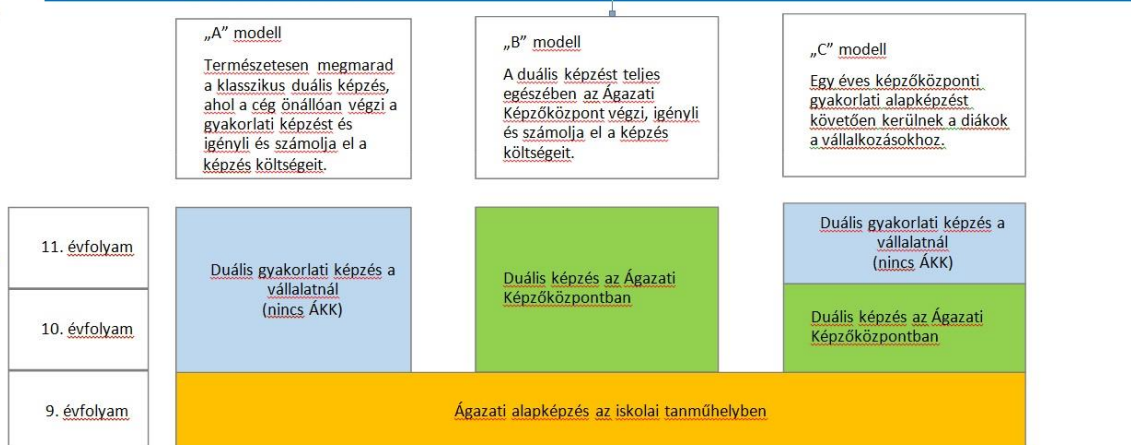 „A” modell
Természetesen megmarad
a klasszikus duális képzés,
ahol a cég önállóan végzi a
gyakorlati képzést és
igényli és számolja el a
képzés költségeit.
„B” modell
A duális képzést teljes
egészében az Ágazati
Képzőközpont végzi, igényli
és számolja el a képzés
költségeit.
„C” modell
Egy éves képzőközponti
gyakorlati alapképzést
követően kerülnek a diákok
a vállalkozásokhoz.
11. évfolyam
10. évfolyam
9. évfolyam
Duális gyakorlati képzés a
vállalatnál
(nincs ÁKK)
Duális képzés az Ágazati
Képzőközpontban
Duális gyakorlati képzés a
vállalatnál
(nincs ÁKK)
Duális képzés az Ágazati
Képzőközpontban
Ágazati alapképzés az iskolai tanműhelyben